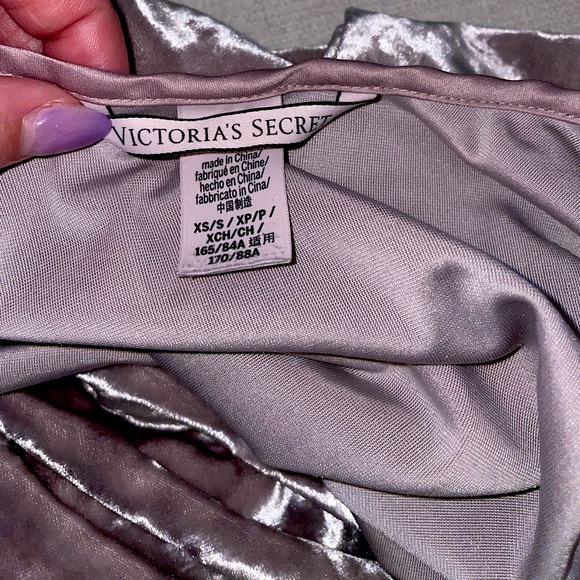 VICTORIA'S SECRET
made in China/
fabriqué en Chine/
hecho en China/
fabbricato in Cina/
中国制造
XS/S / XP/P /
XCH/CH /
165/84A 适用
170/88A